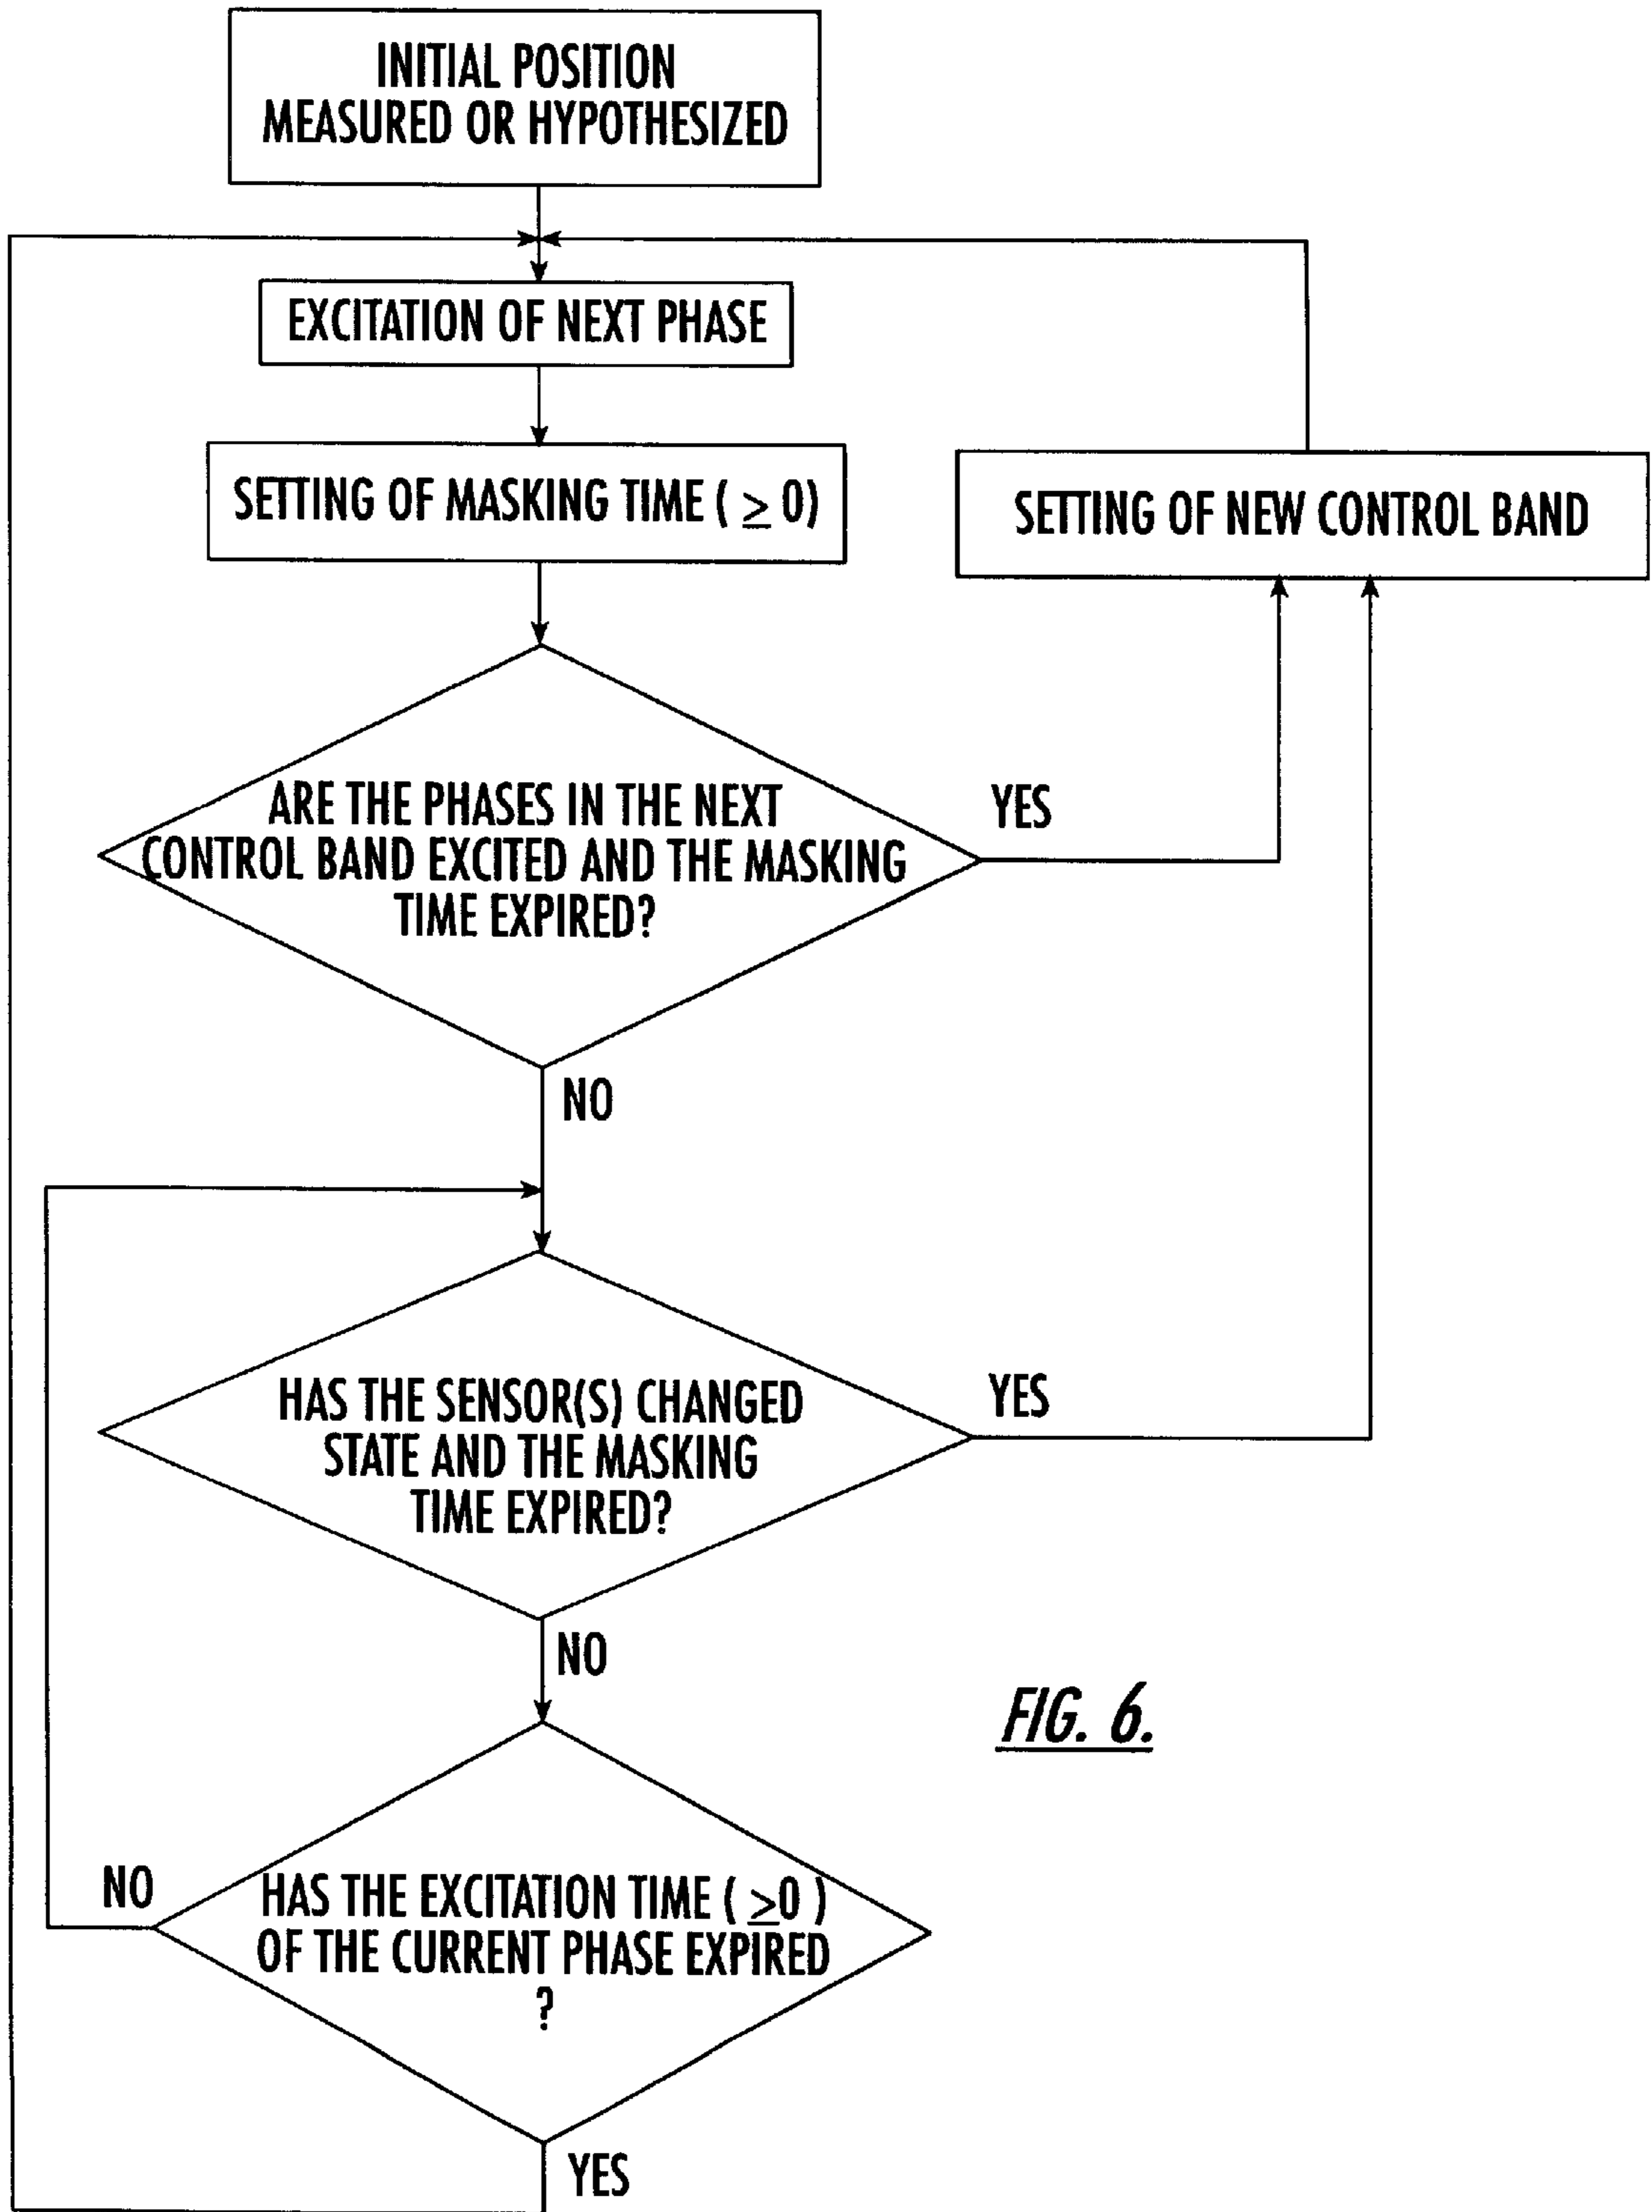 INITIAL POSITION
MEASURED OR HYPOTHESIZED
EXCITATION OF NEXT PHASE
SETTING OF MASKING TIME ( ≥ 0)
SETTING OF NEW CONTROL BAND
ARE THE PHASES IN THE NEXT
CONTROL BAND EXCITED AND THE MASKING
TIME EXPIRED?
YES
NO
HAS THE SENSOR(S) CHANGED
STATE AND THE MASKING
TIME EXPIRED?
YES
NO
FIG. 6.
HAS THE EXCITATION TIME ( ≥0 )
OF THE CURRENT PHASE EXPIRED
?
NO
YES